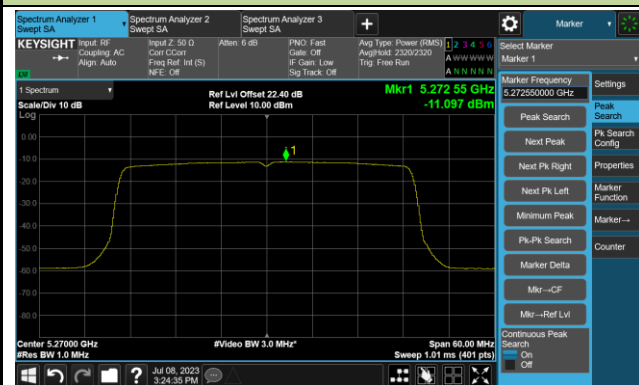 Spectrum Analyzer 1
Swept SA
Spectrum Analyzer 2
Swept SA
Spectrum Analyzer 3
Swept SA
+
Marker
KEYSIGHT
Input: RF
Coupling: AC
Align: Auto
Input Z: 50 Ω
Corr CCorr
Freq Ref: Int (S)
NFE: Off
Atten: 6 dB
PNO: Fast
Gate: Off
IF Gain: Low
Sig Track: Off
Avg Type: Power (RMS)
Avg|Hold: 2320/2320
Trig: Free Run
1 2 3 4 5 6
A W W W W W
A N N N N N
Select Marker
Marker 1
1 Spectrum
Scale/Div 10 dB
Log
Ref Lvl Offset 22.40 dB
Ref Level 10.00 dBm
Mkr1 5.272 55 GHz
-11.097 dBm
0.00
-10.0
-20.0
-30.0
-40.0
-50.0
-60.0
-70.0
-80.0
1
Center 5.27000 GHz
#Res BW 1.0 MHz
#Video BW 3.0 MHz*
Span 60.00 MHz
Sweep 1.01 ms (401 pts)
Marker Frequency
5.272550000 GHz
Peak Search
Next Peak
Next Pk Right
Next Pk Left
Minimum Peak
Pk-Pk Search
Marker Delta
Mkr→CF
Mkr→Ref Lvl
Continuous Peak
Search
On
Off
Settings
Peak
Search
Pk Search
Config
Properties
Marker
Function
Marker→
Counter
?
Jul 08, 2023
3:24:35 PM